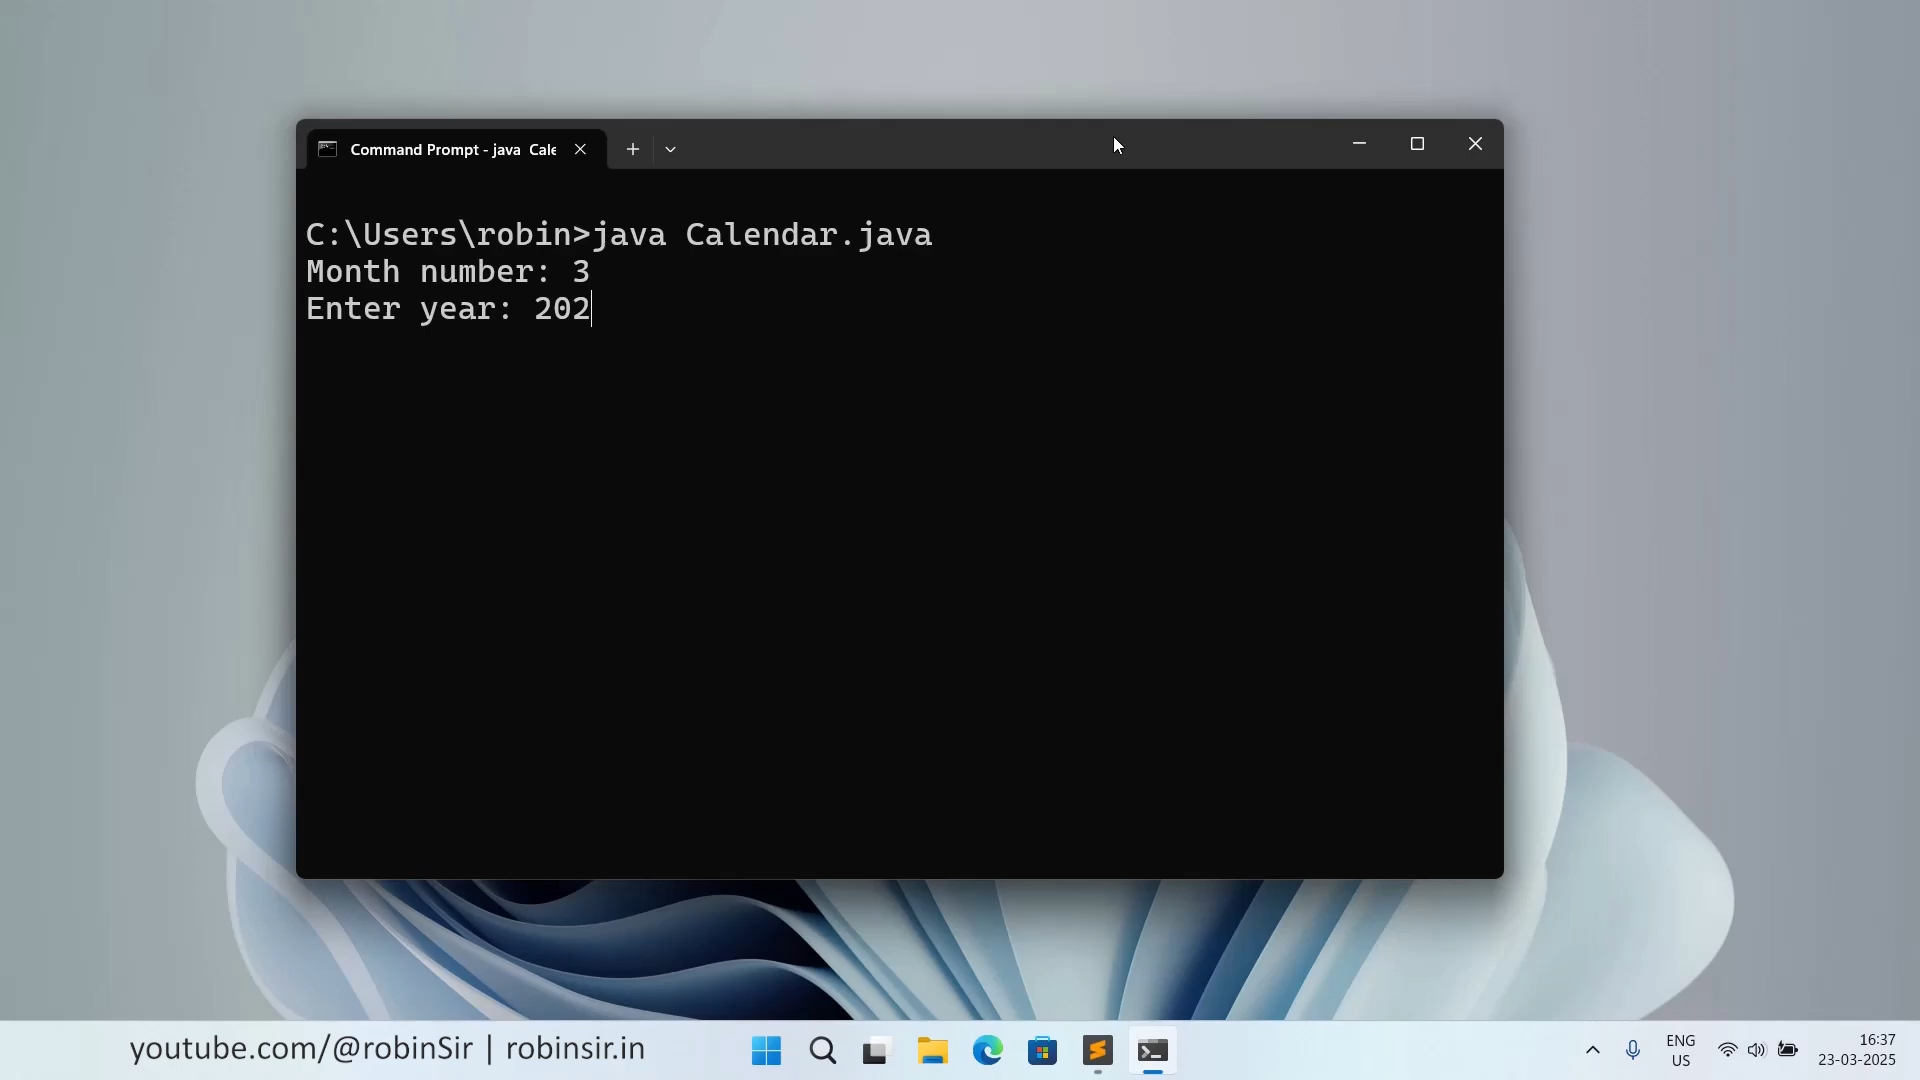 Command Prompt - java  Cale
C:\Users\robin>java Calendar.java
Month number: 3
Enter year: 202
youtube.com/@robinSir | robinsir.in
ENG
US
16:37
23-03-2025